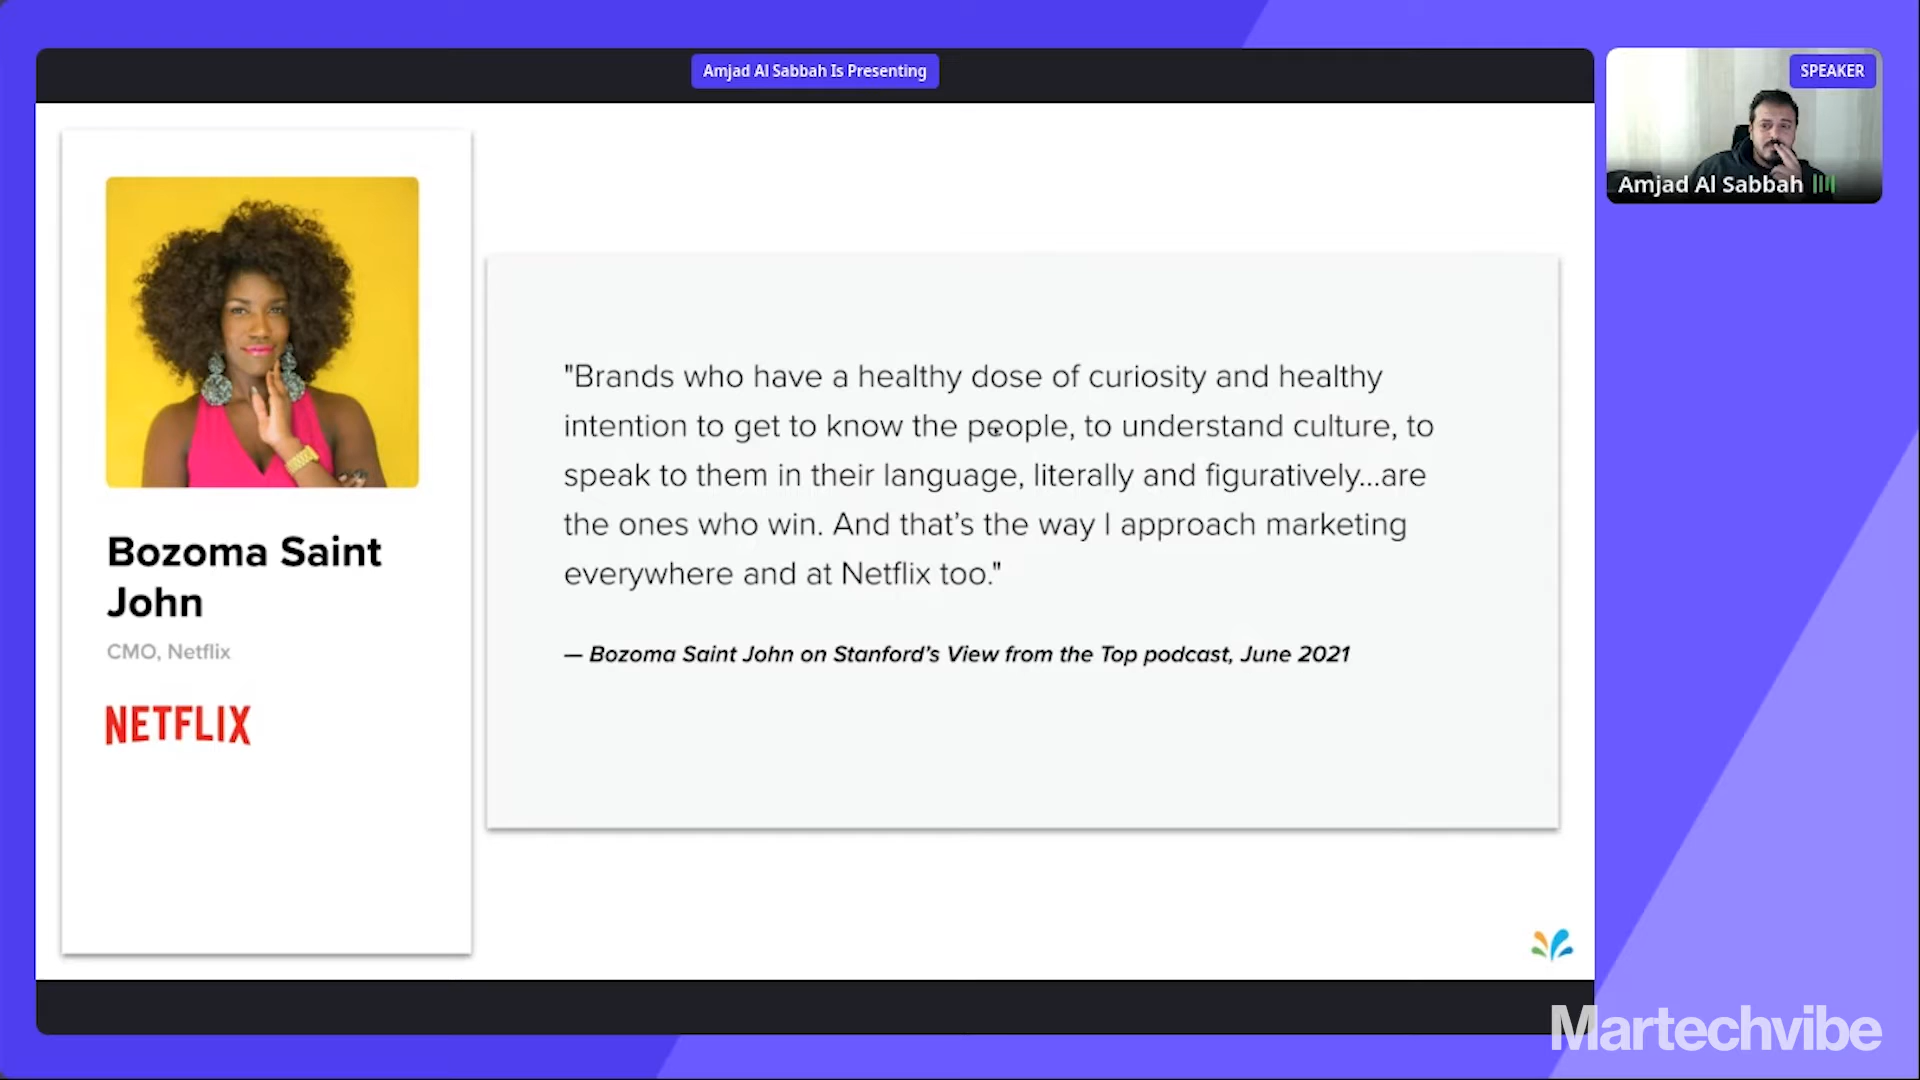 Amjad Al Sabbah Is Presenting
SPEAKER
Amjad Al Sabbah
Bozoma Saint
John
CMO, Netflix
NETFLIX
"Brands who have a healthy dose of curiosity and healthy
intention to get to know the people, to understand culture, to
speak to them in their language, literally and figuratively...are
the ones who win. And that’s the way I approach marketing
everywhere and at Netflix too."
— Bozoma Saint John on Stanford’s View from the Top podcast, June 2021
Martechvibe